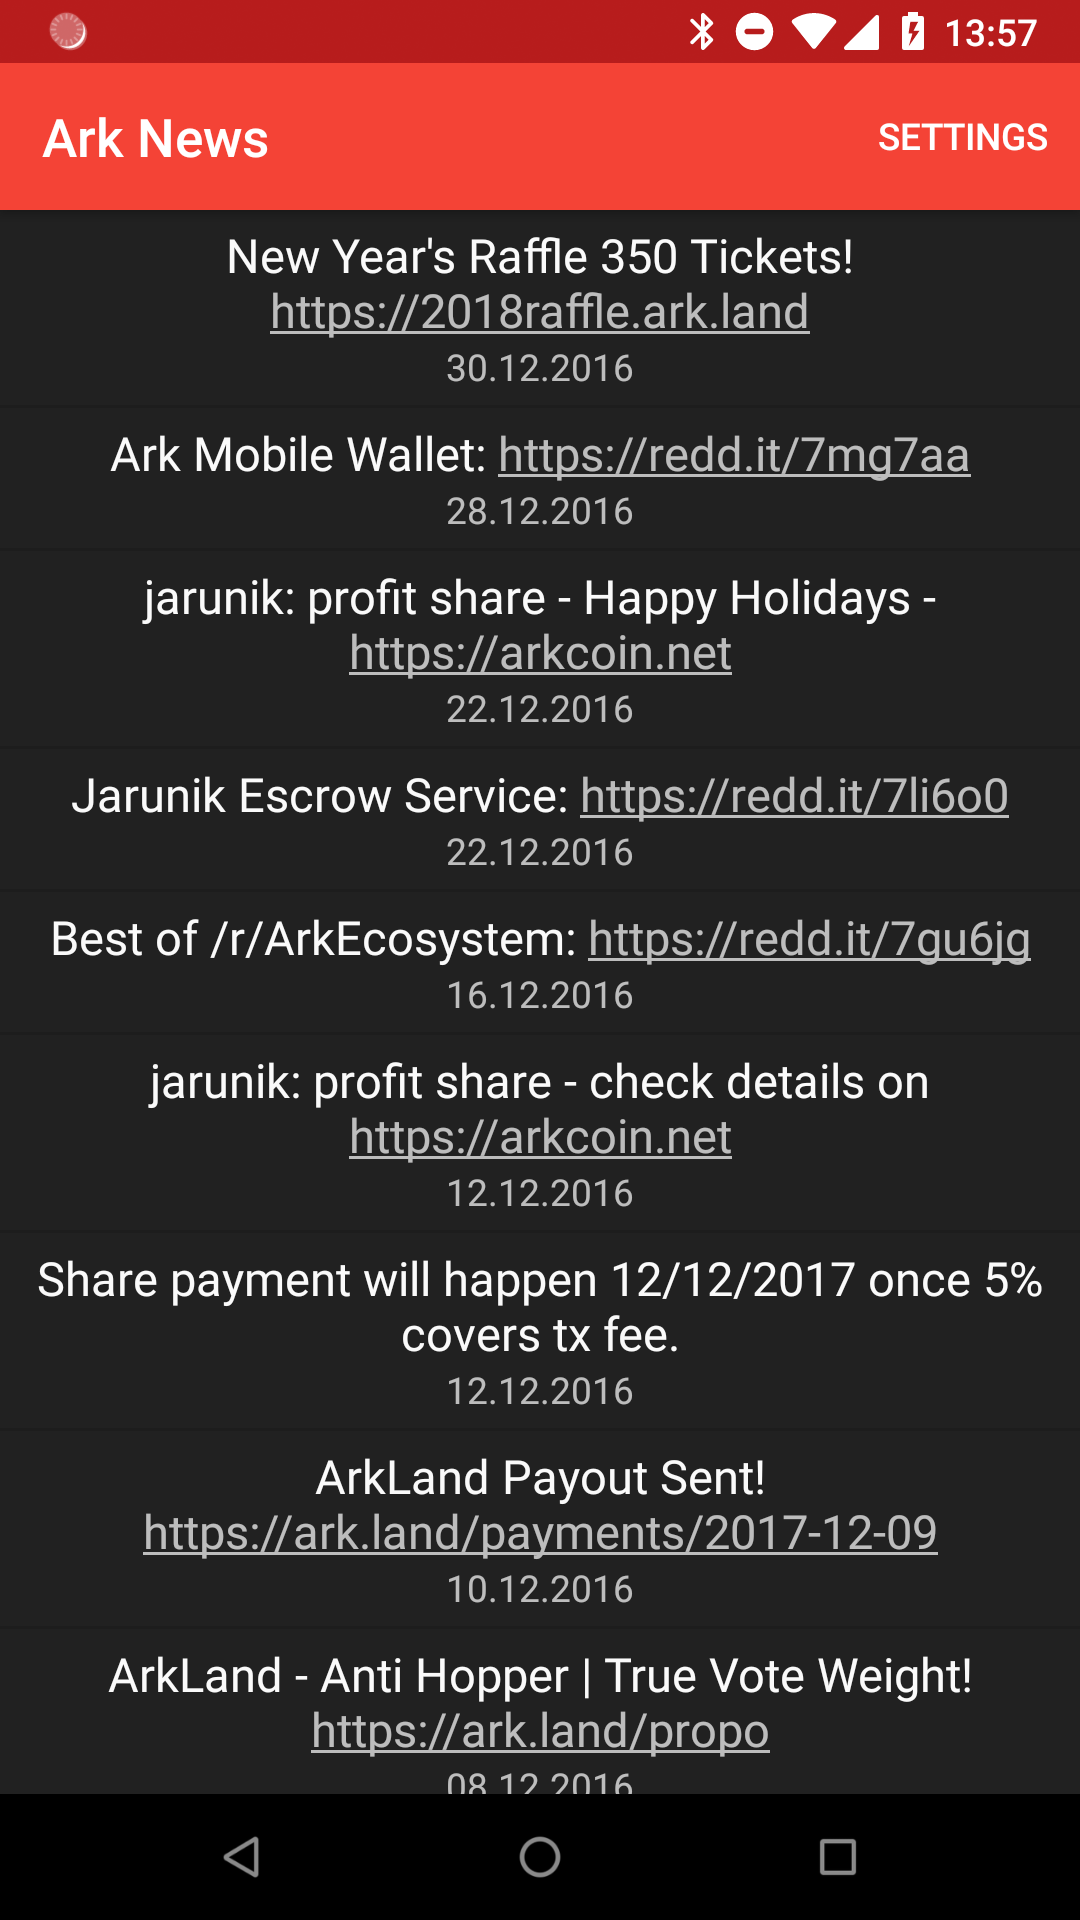 13:57
Ark News
SETTINGS
New Year's Raffle 350 Tickets!
https://2018raffle.ark.land
30.12.2016
Ark Mobile Wallet: https://redd.it/7mg7aa
28.12.2016
jarunik: profit share - Happy Holidays -
https://arkcoin.net
22.12.2016
Jarunik Escrow Service: https://redd.it/7li6o0
22.12.2016
Best of /r/ArkEcosystem: https://redd.it/7gu6jg
16.12.2016
jarunik: profit share - check details on
https://arkcoin.net
12.12.2016
Share payment will happen 12/12/2017 once 5%
covers tx fee.
12.12.2016
ArkLand Payout Sent!
https://ark.land/payments/2017-12-09
10.12.2016
ArkLand - Anti Hopper | True Vote Weight!
https://ark.land/propo
08.12.2016